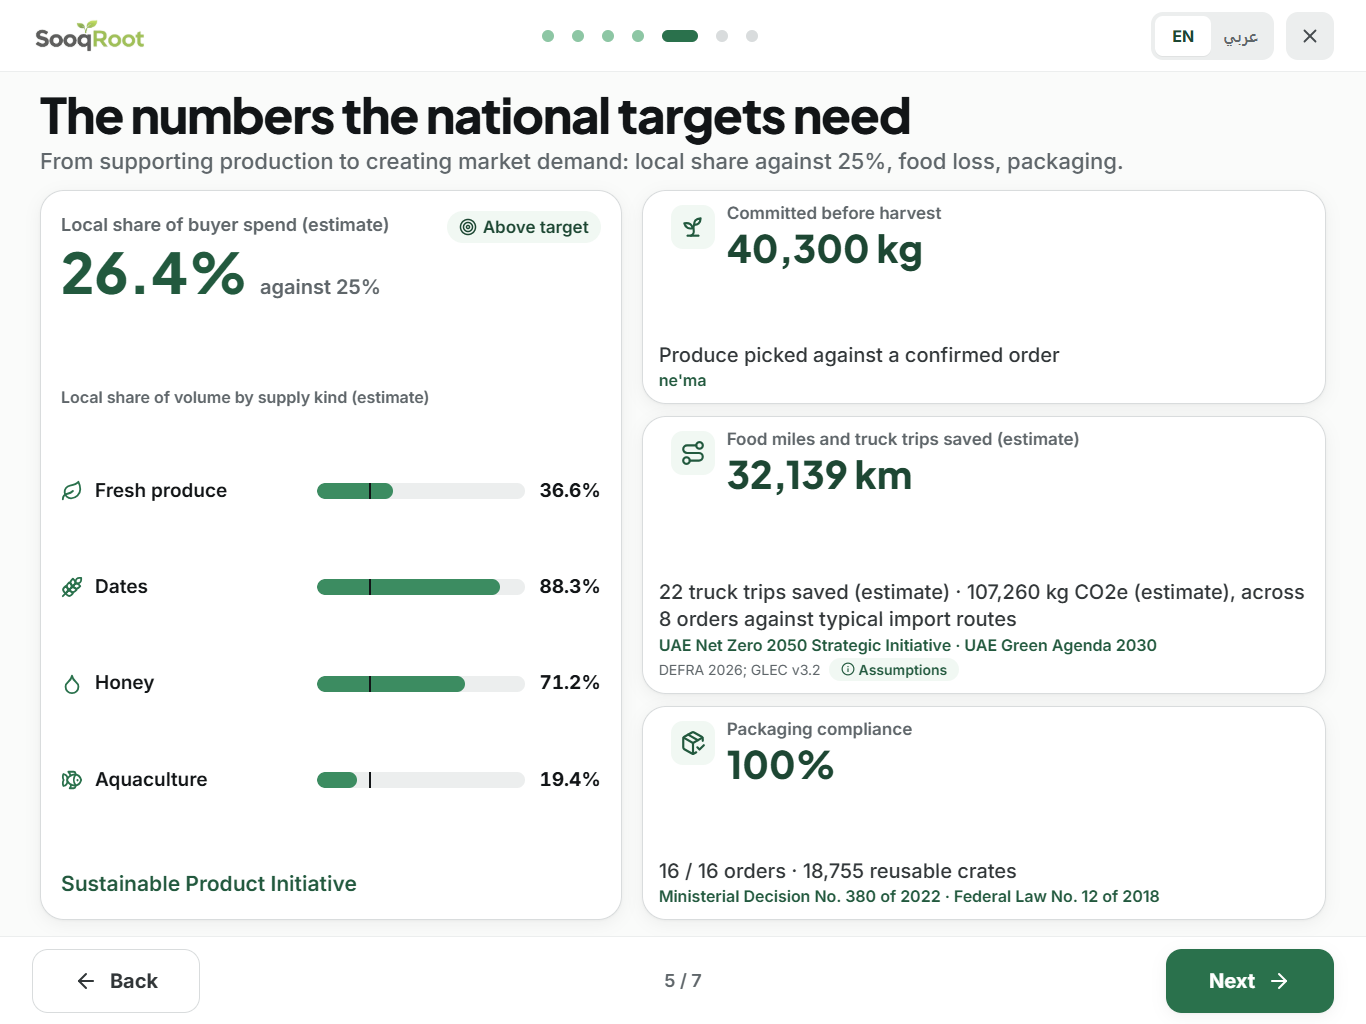 SooqRoot
EN
عربي
The numbers the national targets need
From supporting production to creating market demand: local share against 25%, food loss, packaging.
Local share of buyer spend (estimate)
Above target
26.4% against 25%
Local share of volume by supply kind (estimate)
Fresh produce 36.6%
Dates 88.3%
Honey 71.2%
Aquaculture 19.4%
Sustainable Product Initiative
Committed before harvest
40,300 kg
Produce picked against a confirmed order
ne'ma
Food miles and truck trips saved (estimate)
32,139 km
22 truck trips saved (estimate) · 107,260 kg CO2e (estimate), across
8 orders against typical import routes
UAE Net Zero 2050 Strategic Initiative · UAE Green Agenda 2030
DEFRA 2026; GLEC v3.2 Assumptions
Packaging compliance
100%
16 / 16 orders · 18,755 reusable crates
Ministerial Decision No. 380 of 2022 · Federal Law No. 12 of 2018
Back
5 / 7
Next